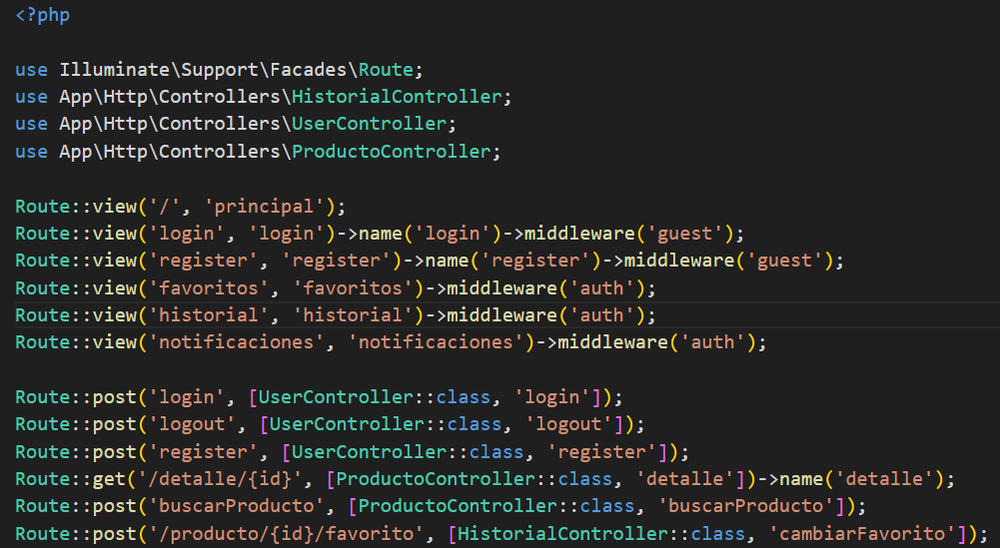 <?php
use Illuminate\Support\Facades\Route;
use App\Http\Controllers\HistorialController;
use App\Http\Controllers\UserController;
use App\Http\Controllers\ProductoController;
Route::view('/', 'principal');
Route::view('login', 'login')->name('login')->middleware('guest');
Route::view('register', 'register')->name('register')->middleware('guest');
Route::view('favoritos', 'favoritos')->middleware('auth');
Route::view('historial', 'historial')->middleware('auth');
Route::view('notificaciones', 'notificaciones')->middleware('auth');
Route::post('login', [UserController::class, 'login']);
Route::post('logout', [UserController::class, 'logout']);
Route::post('register', [UserController::class, 'register']);
Route::get('/detalle/{id}', [ProductoController::class, 'detalle'])->name('detalle');
Route::post('buscarProducto', [ProductoController::class, 'buscarProducto']);
Route::post('/producto/{id}/favorito', [HistorialController::class, 'cambiarFavorito']);